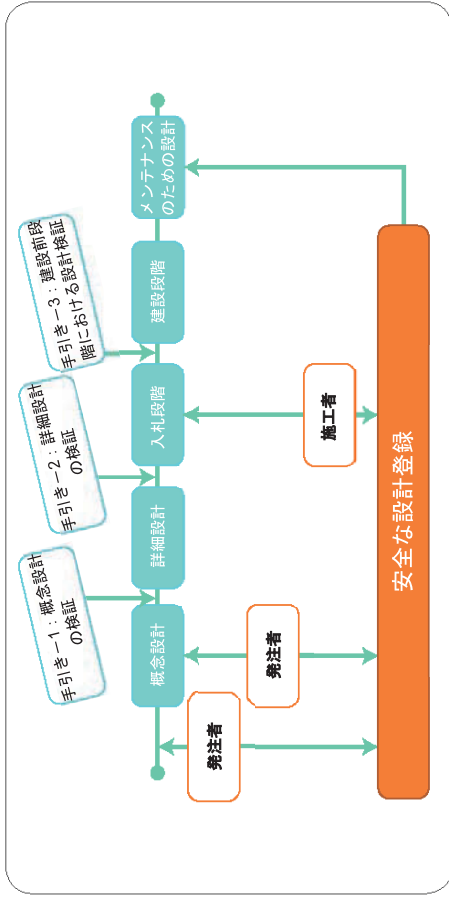 手引きー1：概念設計
の検証
手引きー2：詳細設計
の検証
手引きー3：建設前段
階における設計検証
概念設計
詳細設計
入札段階
建設段階
メンテナンス
のための設計
発注者
発注者
施工者
安全な設計登録